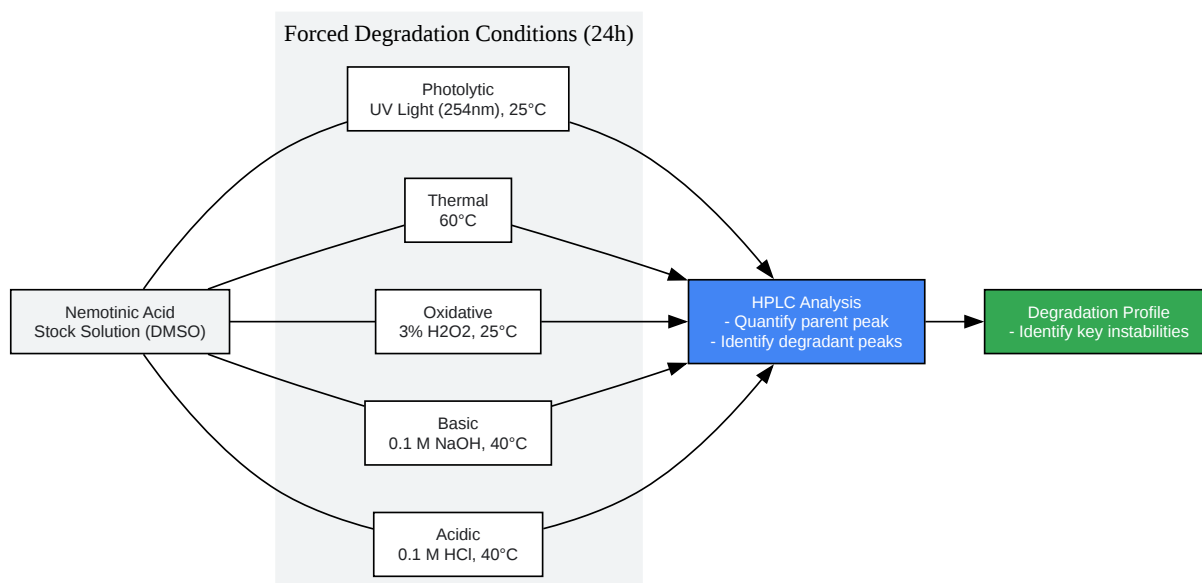 Forced Degradation Conditions (24h)
Photolytic
UV Light (254nm), 25°C
Thermal
60°C
Nemotinic Acid
Stock Solution (DMSO)
Oxidative
3% H2O2, 25°C
HPLC Analysis
- Quantify parent peak
- Identify degradant peaks
Degradation Profile
- Identify key instabilities
Basic
0.1 M NaOH, 40°C
Acidic
0.1 M HCl, 40°C